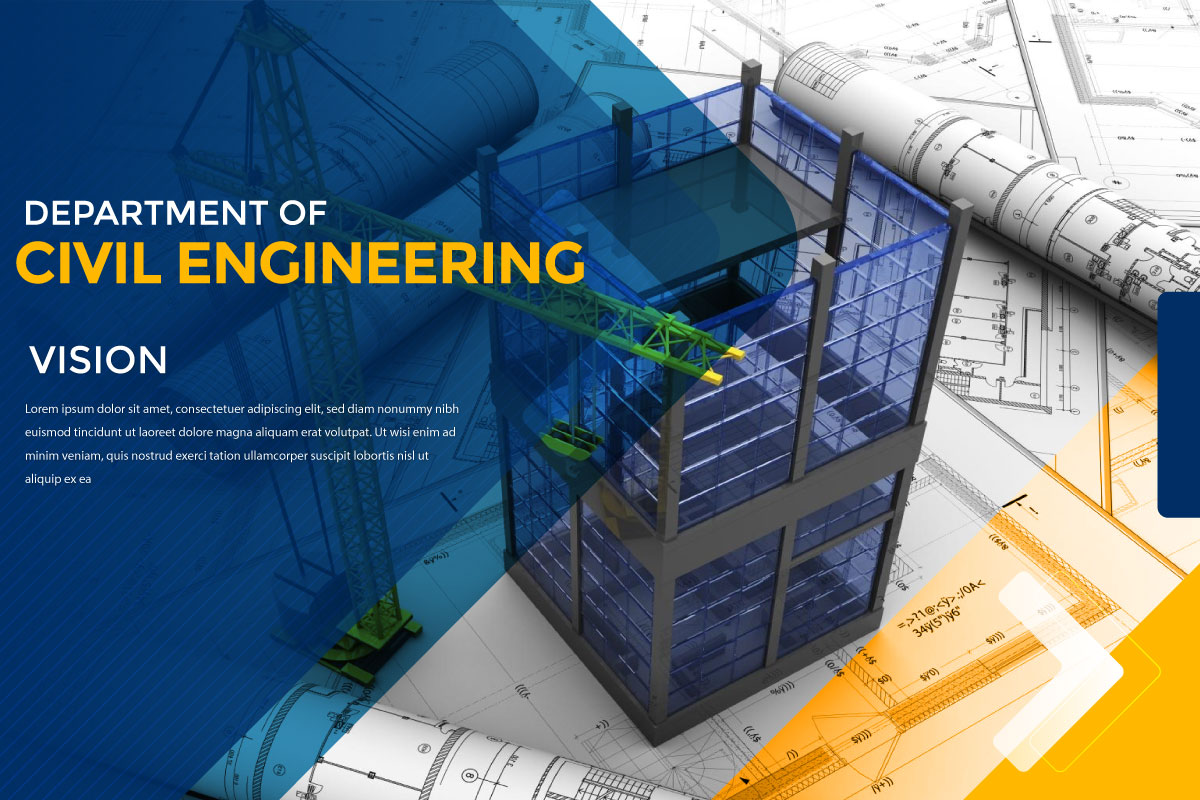 DEPARTMENT OF
CIVIL ENGINEERING
VISION
Lorem ipsum dolor sit amet, consectetuer adipiscing elit, sed diam nonummy nibh
euismod tincidunt ut laoreet dolore magna aliquam erat volutpat. Ut wisi enim ad
minim veniam, quis nostrud exerci tation ullamcorper suscipit lobortis nisl ut
aliquip ex ea